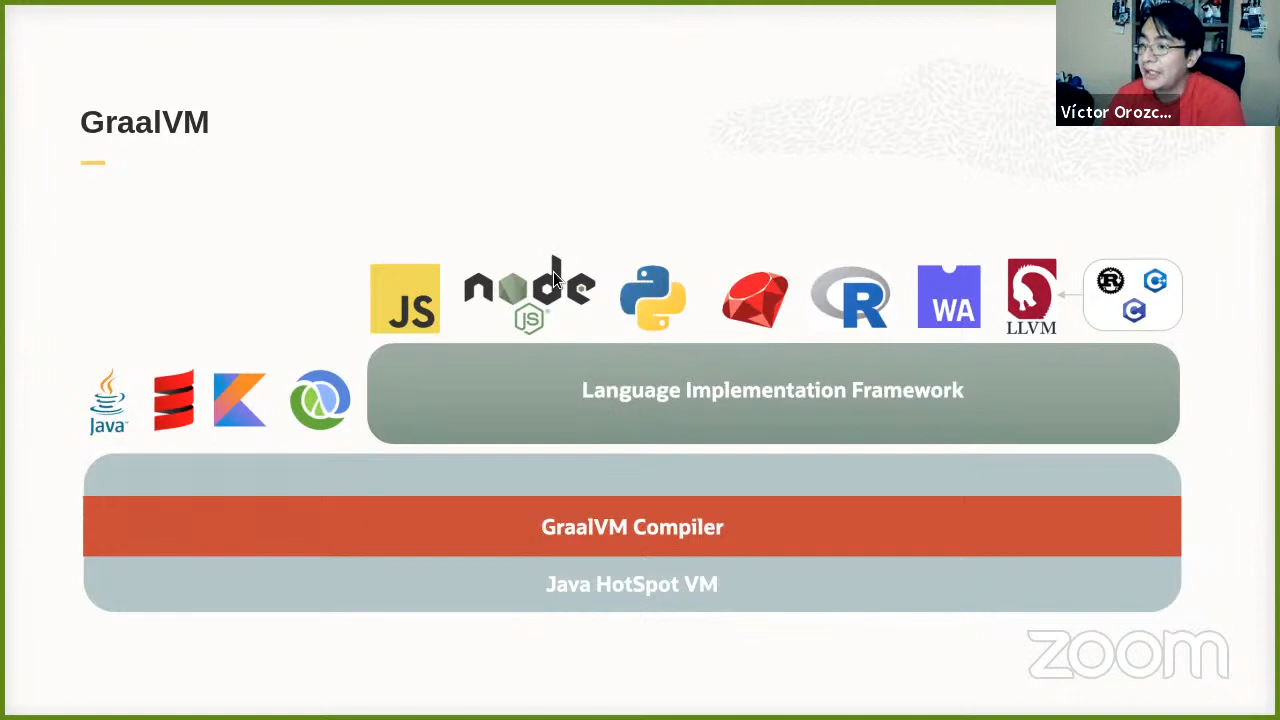 GraalVM
Víctor Orozc...
JS
node
JS
R
WA
LLVM
Language Implementation Framework
Java
GraalVM Compiler
Java HotSpot VM
zoom